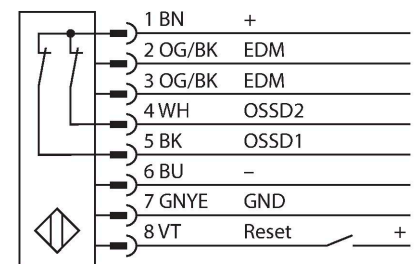 1 BN +
2 OG/BK EDM
3 OG/BK EDM
4 WH OSSD2
5 BK OSSD1
6 BU –
7 GNYE GND
8 VT Reset +